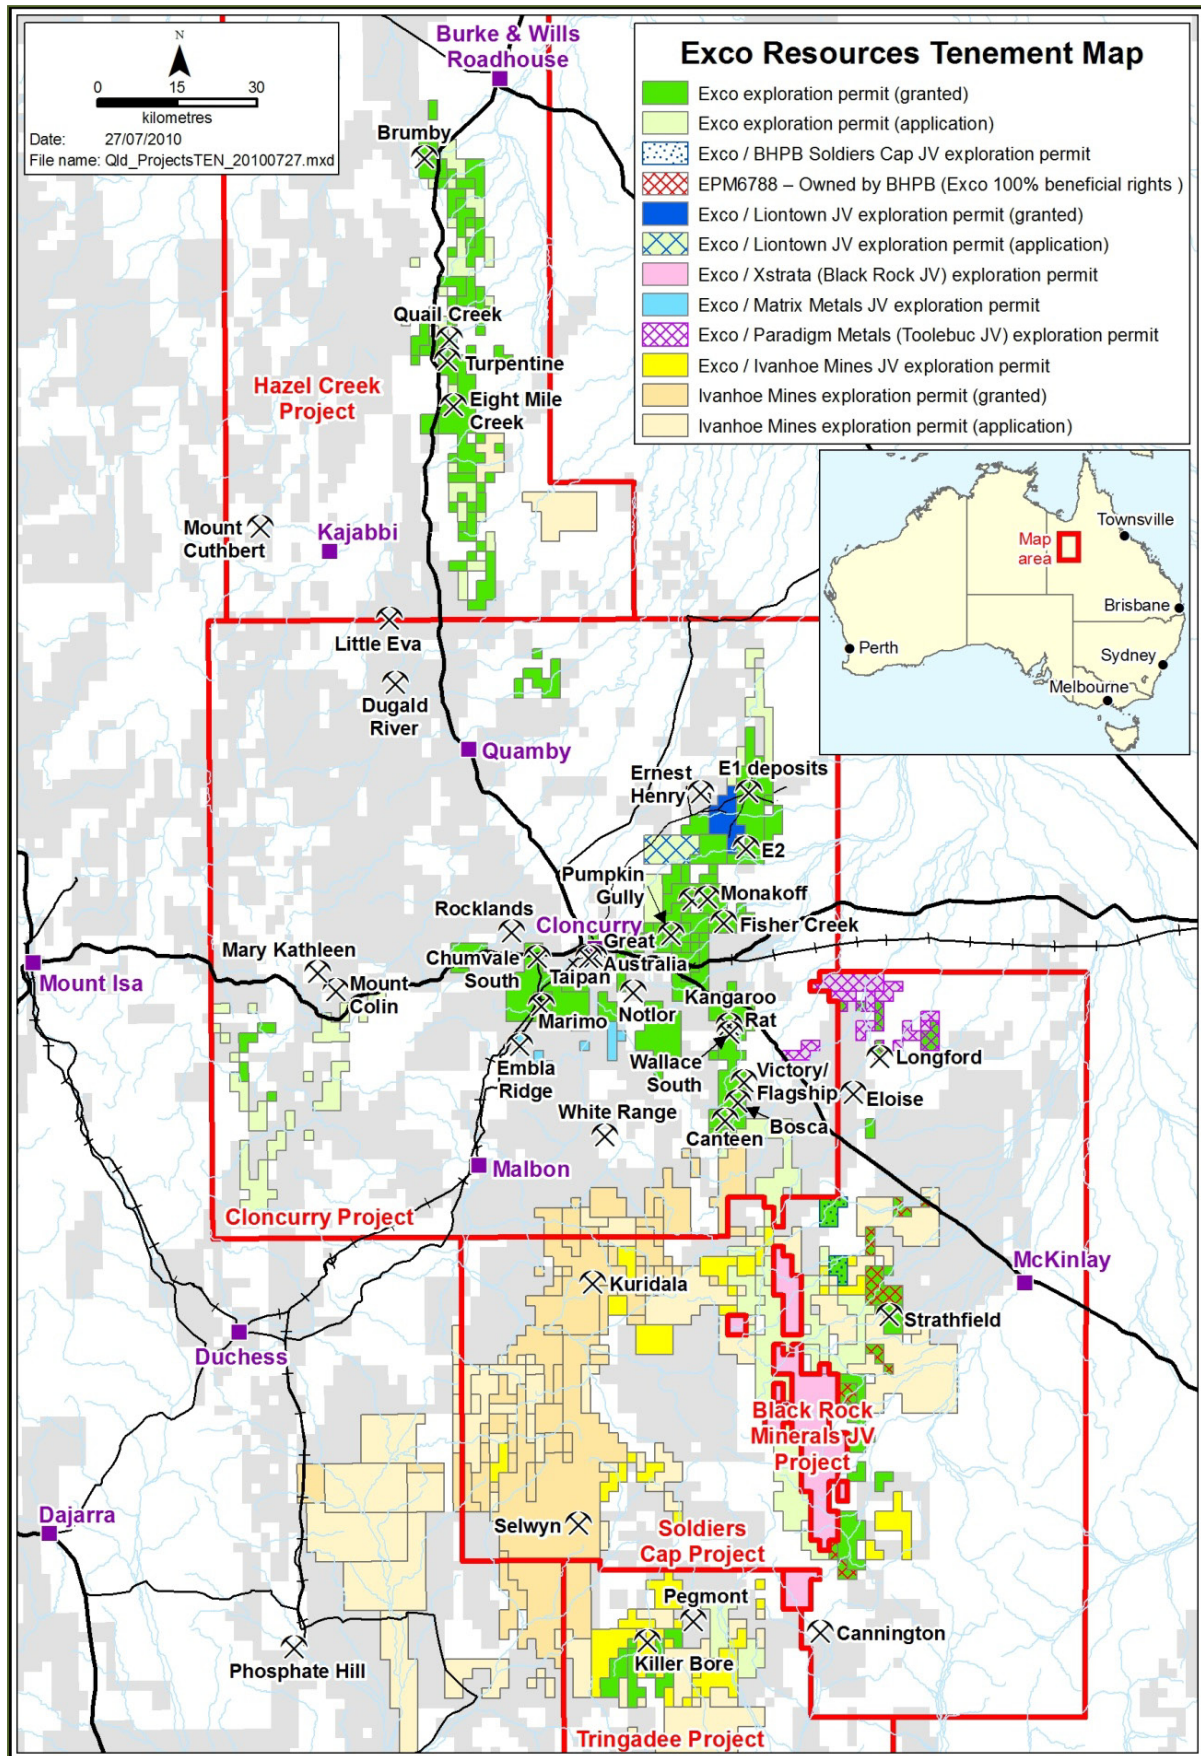 N
0 15 30
kilometres
Date: 27/07/2010
File name: Qld_ProjectsTEN_20100727.mxd
Burke & Wills
Roadhouse
Exco Resources Tenement Map
Exco exploration permit (granted)
Exco exploration permit (application)
Exco / BHPB Soldiers Cap JV exploration permit
EPM6788 – Owned by BHPB (Exco 100% beneficial rights )
Exco / Liontown JV exploration permit (granted)
Exco / Liontown JV exploration permit (application)
Exco / Xstrata (Black Rock JV) exploration permit
Exco / Matrix Metals JV exploration permit
Exco / Paradigm Metals (Toolebuc JV) exploration permit
Exco / Ivanhoe Mines JV exploration permit
Ivanhoe Mines exploration permit (granted)
Ivanhoe Mines exploration permit (application)
Map
area
Townsville
Brisbane
Perth
Sydney
Melbourne
Brumby
Quail Creek
Turpentine
Hazel Creek
Project
Eight Mile
Creek
Mount
Cuthbert
Kajabbi
Little Eva
Dugald
River
Quamby
Ernest
Henry
E1 deposits
E2
Pumpkin
Gully
Monakoff
Fisher Creek
Rocklands
Cloncurry
Great
Australia
Mary Kathleen
Chumvale
South
Taipan
Mount Isa
Mount
Colin
Marimo
Notlor
Kangaroo
Rat
Embla
Ridge
Wallace
South
Longford
Victory/
Flagship
Eloise
White Range
Bosca
Canteen
Malbon
Cloncurry Project
McKinlay
Kuridala
Strathfield
Duchess
Black Rock
Minerals JV
Project
Dajarra
Selwyn
Soldiers
Cap Project
Pegmont
Cannington
Phosphate Hill
Killer Bore
Tringadee Project